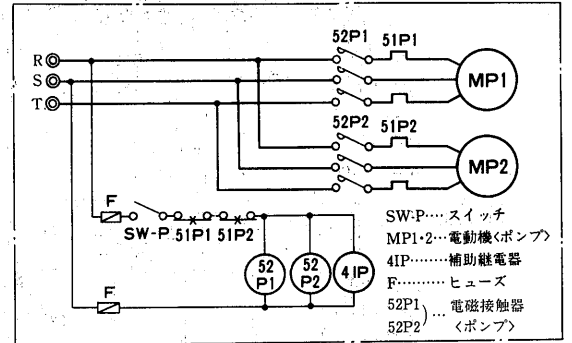 52P1 51P1
R
S
T
MP1
52P2 51P2
MP2
F
SW-P 51P1 51P2
52 P1
52 P2
4IP
F
SW-P‥‥スイッチ
MP1・2‥‥電動機〈ポンプ〉
4IP‥‥‥‥補助継電器
F‥‥‥‥‥ヒューズ
52P1
52P2 )‥‥電磁接触器〈ポンプ〉